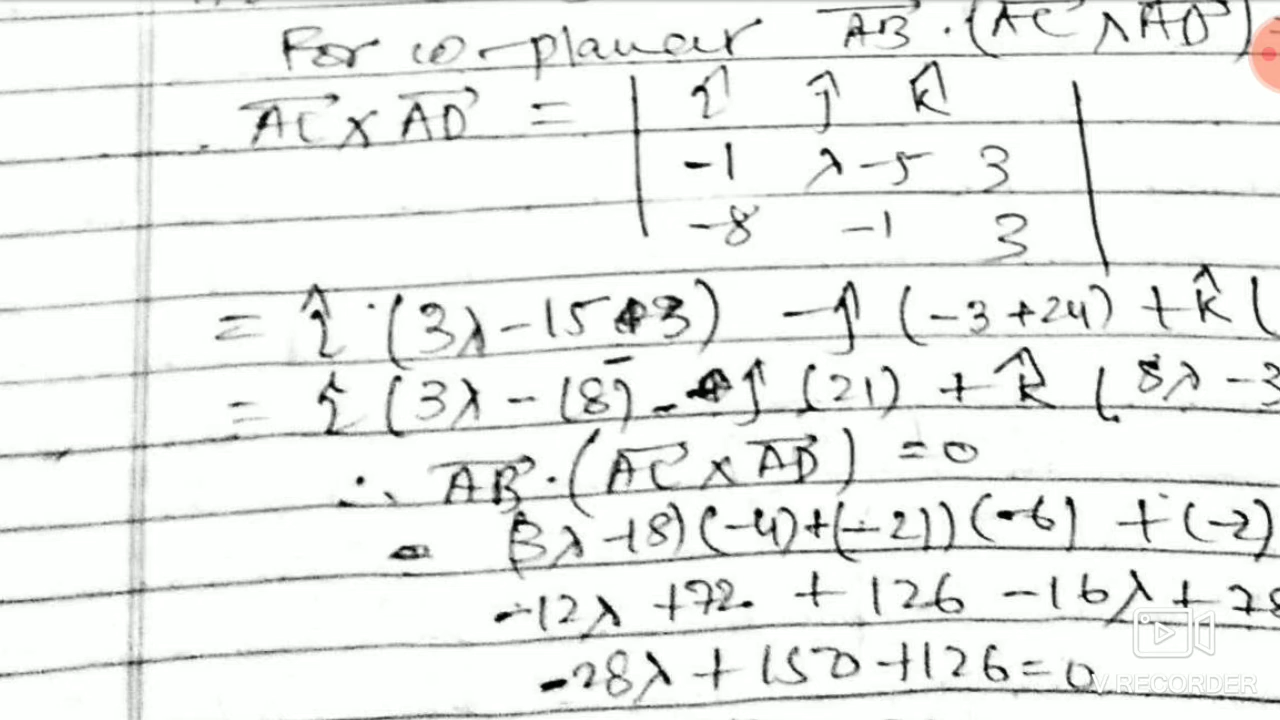 For co-planar AB⃗ · (AC⃗ ∧ AD⃗) =
AC⃗ × AD⃗ = | î ĵ k̂ |
| -1 λ-5 3 |
| -8 -1 3 |
= î (3λ - 15 + 3) - ĵ (-3 + 24) + k̂ (
= î (3λ - 18) - ĵ (21) + k̂ (8λ - 3
∴ AB⃗ · (AC⃗ × AD⃗) = 0
= (3λ - 18)(-4) + (-21)(-6) + (-2)
-12λ + 72 + 126 - 16λ + 78
-28λ + 150 + 126 = 0
V RECORDER